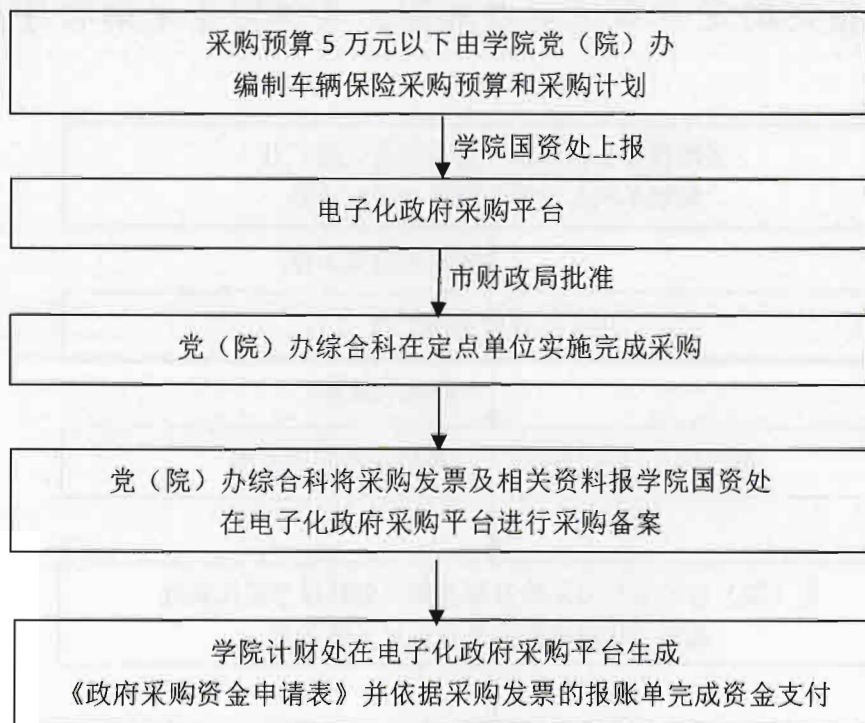 采购预算 5 万元以下由学院党（院）办
编制车辆保险采购预算和采购计划
学院国资处上报
电子化政府采购平台
市财政局批准
党（院）办综合科在定点单位实施完成采购
党（院）办综合科将采购发票及相关资料报学院国资处
在电子化政府采购平台进行采购备案
学院计财处在电子化政府采购平台生成
《政府采购资金申请表》并依据采购发票的报账单完成资金支付